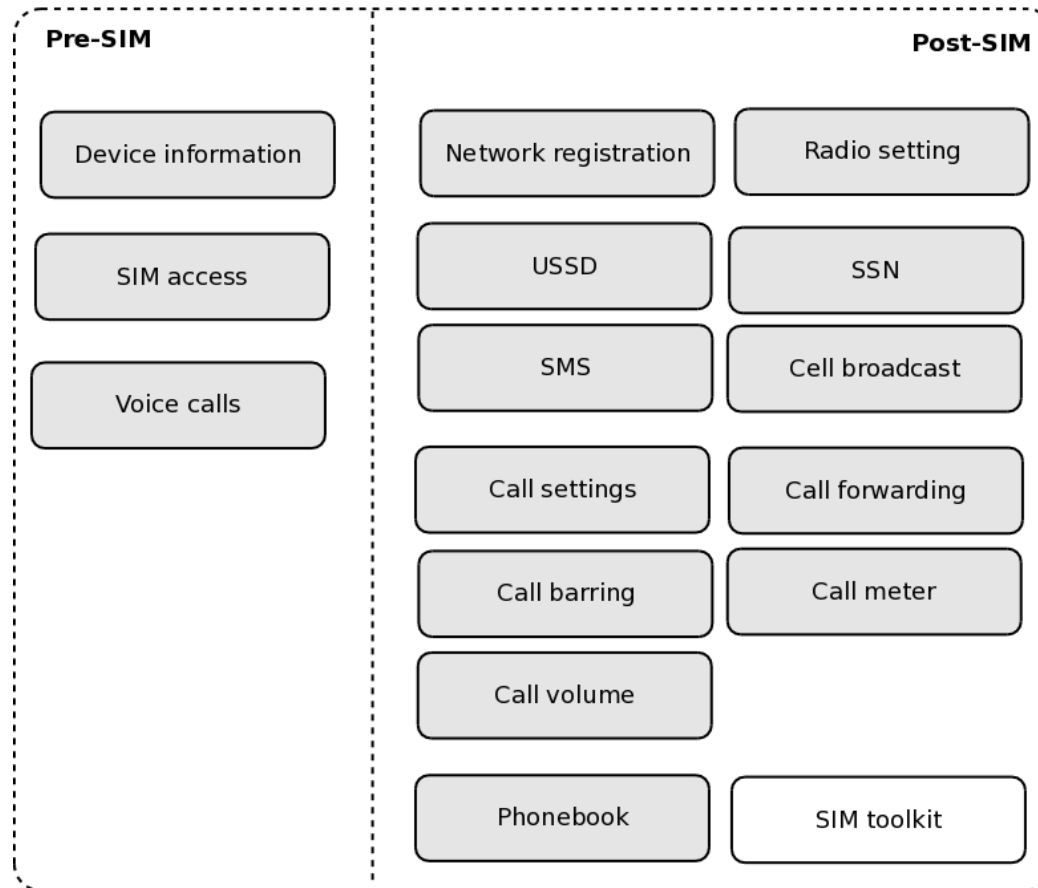 Pre-SIM
Post-SIM
Device information
Network registration
Radio setting
SIM access
USSD
SSN
Voice calls
SMS
Cell broadcast
Call settings
Call forwarding
Call barring
Call meter
Call volume
Phonebook
SIM toolkit